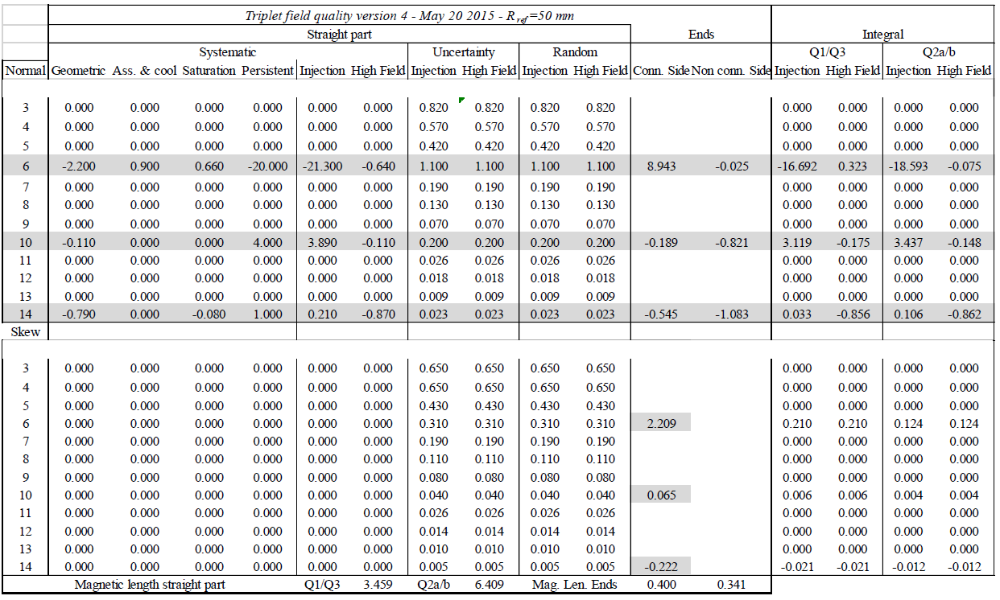 Triplet field quality version 4 - May 20 2015 - Rref=50 mm
Straight part Ends Integral
Systematic Uncertainty Random Q1/Q3 Q2a/b
Normal Geometric Ass. & cool Saturation Persistent Injection High Field Injection High Field Injection High Field Conn. Side Non conn. Side Injection High Field Injection High Field
3 0.000 0.000 0.000 0.000 0.000 0.000 0.820 0.820 0.820 0.820 0.000 0.000 0.000 0.000
4 0.000 0.000 0.000 0.000 0.000 0.000 0.570 0.570 0.570 0.570 0.000 0.000 0.000 0.000
5 0.000 0.000 0.000 0.000 0.000 0.000 0.420 0.420 0.420 0.420 0.000 0.000 0.000 0.000
6 -2.200 0.900 0.660 -20.000 -21.300 -0.640 1.100 1.100 1.100 1.100 8.943 -0.025 -16.692 0.323 -18.593 -0.075
7 0.000 0.000 0.000 0.000 0.000 0.000 0.190 0.190 0.190 0.190 0.000 0.000 0.000 0.000
8 0.000 0.000 0.000 0.000 0.000 0.000 0.130 0.130 0.130 0.130 0.000 0.000 0.000 0.000
9 0.000 0.000 0.000 0.000 0.000 0.000 0.070 0.070 0.070 0.070 0.000 0.000 0.000 0.000
10 -0.110 0.000 0.000 4.000 3.890 -0.110 0.200 0.200 0.200 0.200 -0.189 -0.821 3.119 -0.175 3.437 -0.148
11 0.000 0.000 0.000 0.000 0.000 0.000 0.026 0.026 0.026 0.026 0.000 0.000 0.000 0.000
12 0.000 0.000 0.000 0.000 0.000 0.000 0.018 0.018 0.018 0.018 0.000 0.000 0.000 0.000
13 0.000 0.000 0.000 0.000 0.000 0.000 0.009 0.009 0.009 0.009 0.000 0.000 0.000 0.000
14 -0.790 0.000 -0.080 1.000 0.210 -0.870 0.023 0.023 0.023 0.023 -0.545 -1.083 0.033 -0.856 0.106 -0.862
Skew
3 0.000 0.000 0.000 0.000 0.000 0.000 0.650 0.650 0.650 0.650 0.000 0.000 0.000 0.000
4 0.000 0.000 0.000 0.000 0.000 0.000 0.650 0.650 0.650 0.650 0.000 0.000 0.000 0.000
5 0.000 0.000 0.000 0.000 0.000 0.000 0.430 0.430 0.430 0.430 0.000 0.000 0.000 0.000
6 0.000 0.000 0.000 0.000 0.000 0.000 0.310 0.310 0.310 0.310 2.209 0.210 0.210 0.124 0.124
7 0.000 0.000 0.000 0.000 0.000 0.000 0.190 0.190 0.190 0.190 0.000 0.000 0.000 0.000
8 0.000 0.000 0.000 0.000 0.000 0.000 0.110 0.110 0.110 0.110 0.000 0.000 0.000 0.000
9 0.000 0.000 0.000 0.000 0.000 0.000 0.080 0.080 0.080 0.080 0.000 0.000 0.000 0.000
10 0.000 0.000 0.000 0.000 0.000 0.000 0.040 0.040 0.040 0.040 0.065 0.006 0.006 0.004 0.004
11 0.000 0.000 0.000 0.000 0.000 0.000 0.026 0.026 0.026 0.026 0.000 0.000 0.000 0.000
12 0.000 0.000 0.000 0.000 0.000 0.000 0.014 0.014 0.014 0.014 0.000 0.000 0.000 0.000
13 0.000 0.000 0.000 0.000 0.000 0.000 0.010 0.010 0.010 0.010 0.000 0.000 0.000 0.000
14 0.000 0.000 0.000 0.000 0.000 0.000 0.005 0.005 0.005 0.005 -0.222 -0.021 -0.021 -0.012 -0.012
Magnetic length straight part Q1/Q3 3.459 Q2a/b 6.409 Mag. Len. Ends 0.400 0.341